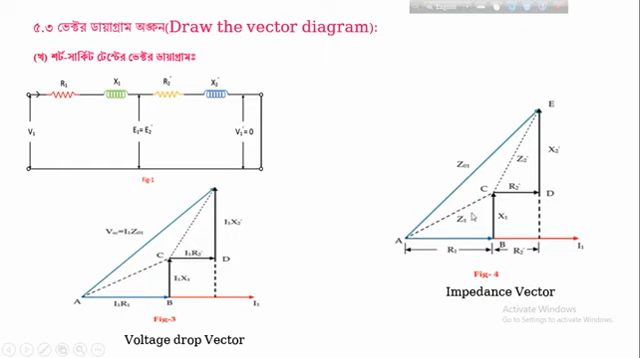 ৫.৩ ভেক্টর ডায়াগ্রাম অঙ্কন(Draw the vector diagram):
(খ) শর্ট-সার্কিট টেস্টের ভেক্টর ডায়াগ্রামঃ
R₁ X₁ R₂' X₂'
V₁ E₁= E₂' V₁'= 0
Fig-1
Vsc=I₁Z₀₁ I₁X₂'
C I₁R₂' D
I₁X₁
A I₁R₁ B I₁
Fig-3
Voltage drop Vector
E
Z₀₁ Z₂' X₂'
C R₂' D
Z₁ X₁
A B I₁
R₁ R₂'
Fig- 4
Impedance Vector
Activate Windows
Go to Settings to activate Windows.